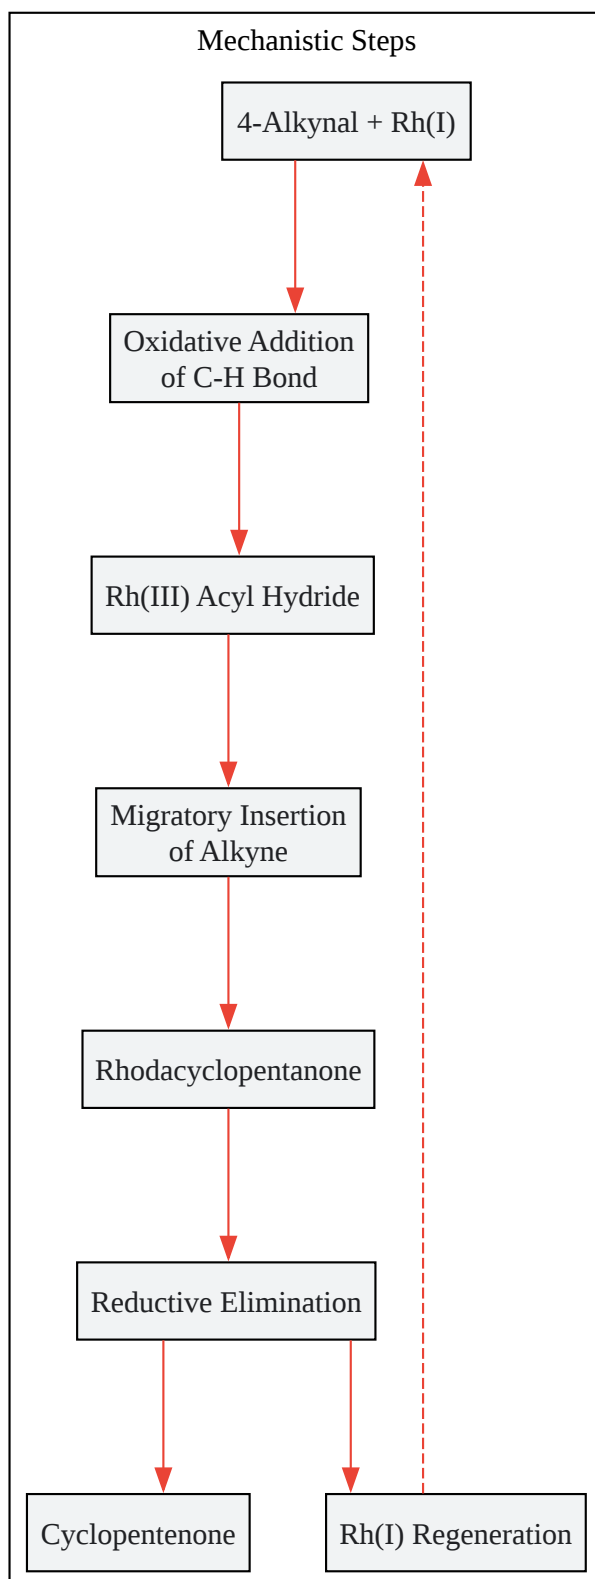 Mechanistic Steps
4-Alkynal + Rh(I)
Oxidative Addition
of C-H Bond
Rh(III) Acyl Hydride
Migratory Insertion
of Alkyne
Rhodacyclopentanone
Reductive Elimination
Cyclopentenone
Rh(I) Regeneration